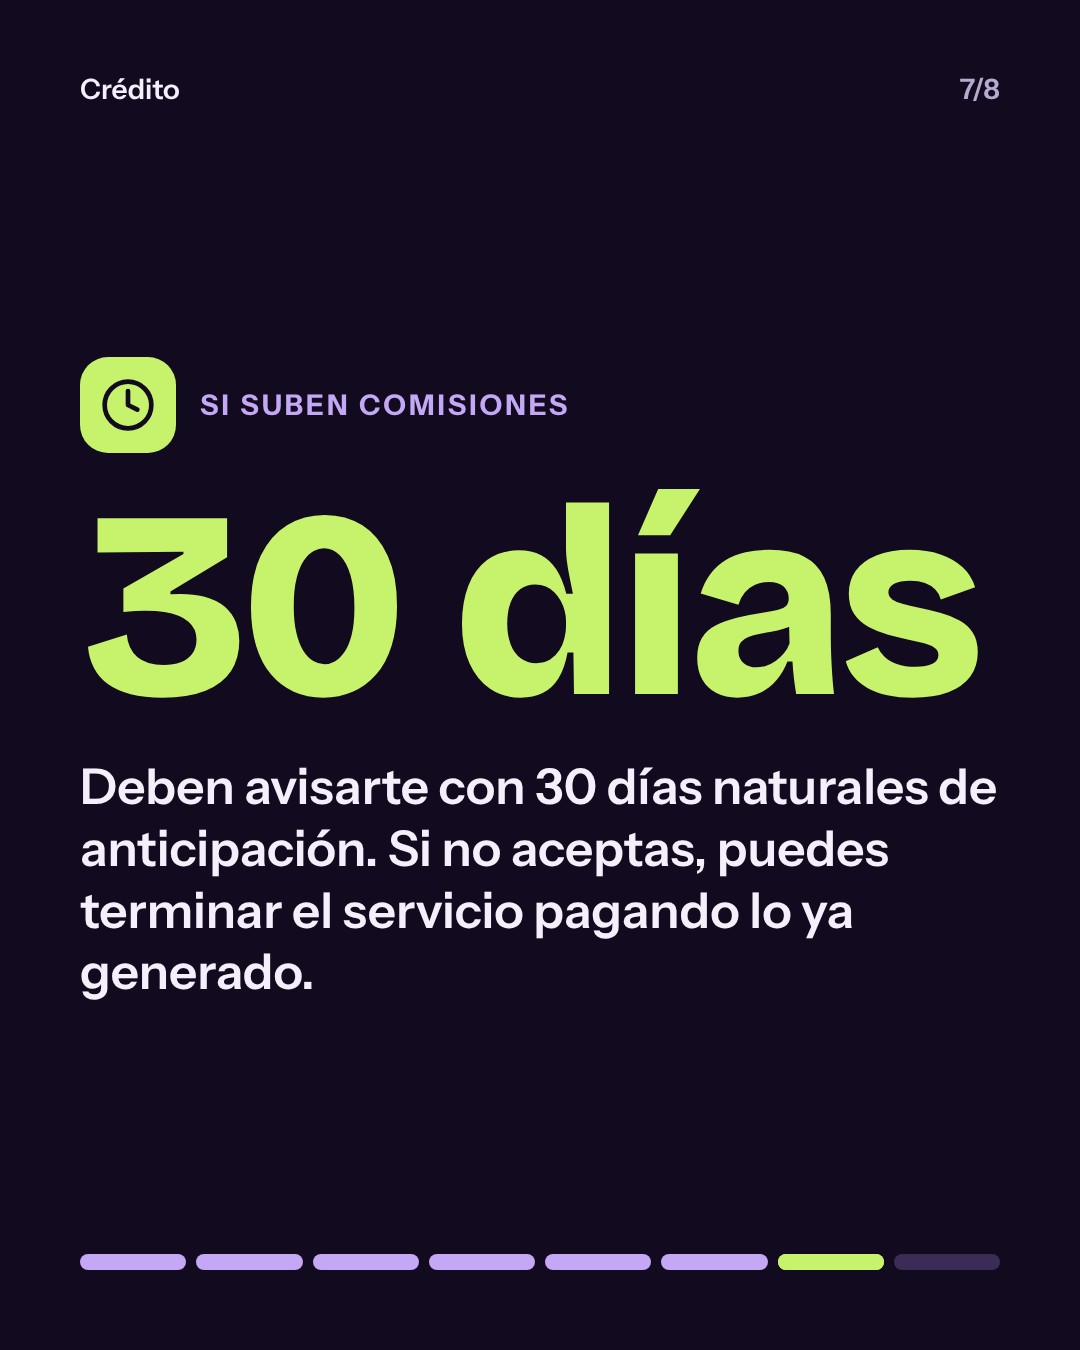 Crédito
7/8
SI SUBEN COMISIONES
30 días
Deben avisarte con 30 días naturales de
anticipación. Si no aceptas, puedes
terminar el servicio pagando lo ya
generado.